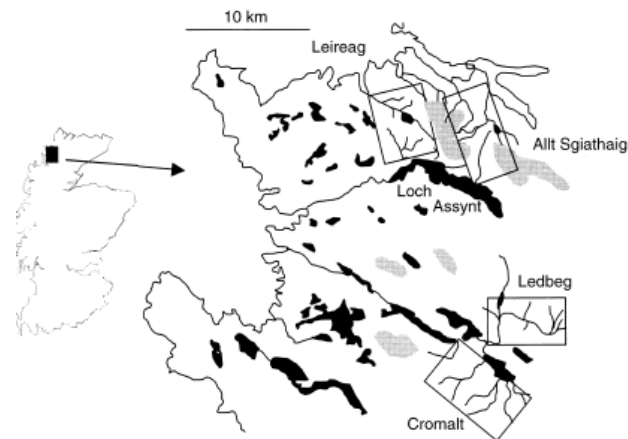 10 km
Leireag
Allt Sgiathaig
Loch
Assynt
Ledbeg
Cromalt